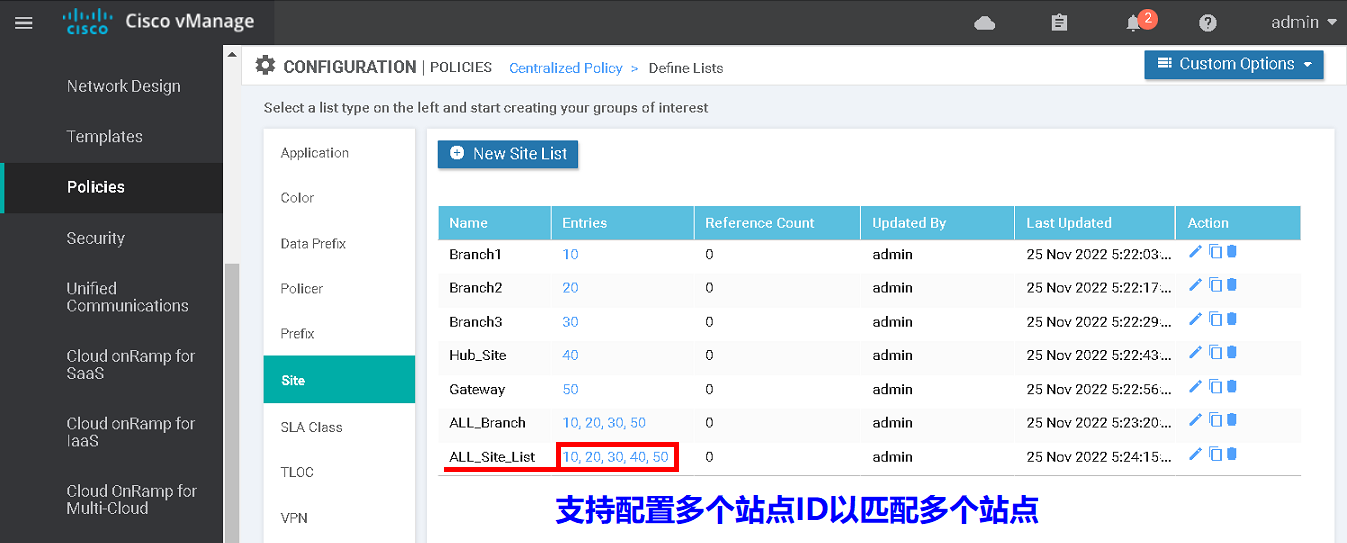 cisco Cisco vManage
2
admin
Network Design
Templates
Policies
Security
Unified
Communications
Cloud onRamp for
SaaS
Cloud onRamp for
IaaS
Cloud OnRamp for
Multi-Cloud
CONFIGURATION | POLICIES Centralized Policy > Define Lists
Custom Options
Select a list type on the left and start creating your groups of interest
Application
Color
Data Prefix
Policer
Prefix
Site
SLA Class
TLOC
VPN
New Site List
Name Entries Reference Count Updated By Last Updated Action
Branch1 10 0 admin 25 Nov 2022 5:22:03:...
Branch2 20 0 admin 25 Nov 2022 5:22:17:...
Branch3 30 0 admin 25 Nov 2022 5:22:29:...
Hub_Site 40 0 admin 25 Nov 2022 5:22:43:...
Gateway 50 0 admin 25 Nov 2022 5:22:56:...
ALL_Branch 10, 20, 30, 50 0 admin 25 Nov 2022 5:23:20:...
ALL_Site_List 10, 20, 30, 40, 50 0 admin 25 Nov 2022 5:24:15:...
支持配置多个站点ID以匹配多个站点